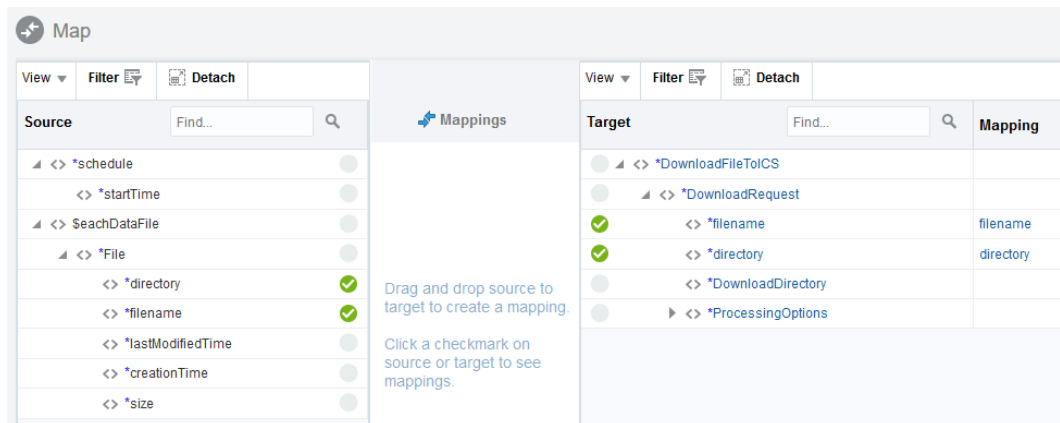 Map
View Filter Detach
Source Find...
*schedule
*startTime
$eachDataFile
*File
*directory
*filename
*lastModifiedTime
*creationTime
*size
Mappings
Drag and drop source to
target to create a mapping.
Click a checkmark on
source or target to see
mappings.
View Filter Detach
Target Find... Mapping
*DownloadFileToICS
*DownloadRequest
*filename filename
*directory directory
*DownloadDirectory
*ProcessingOptions